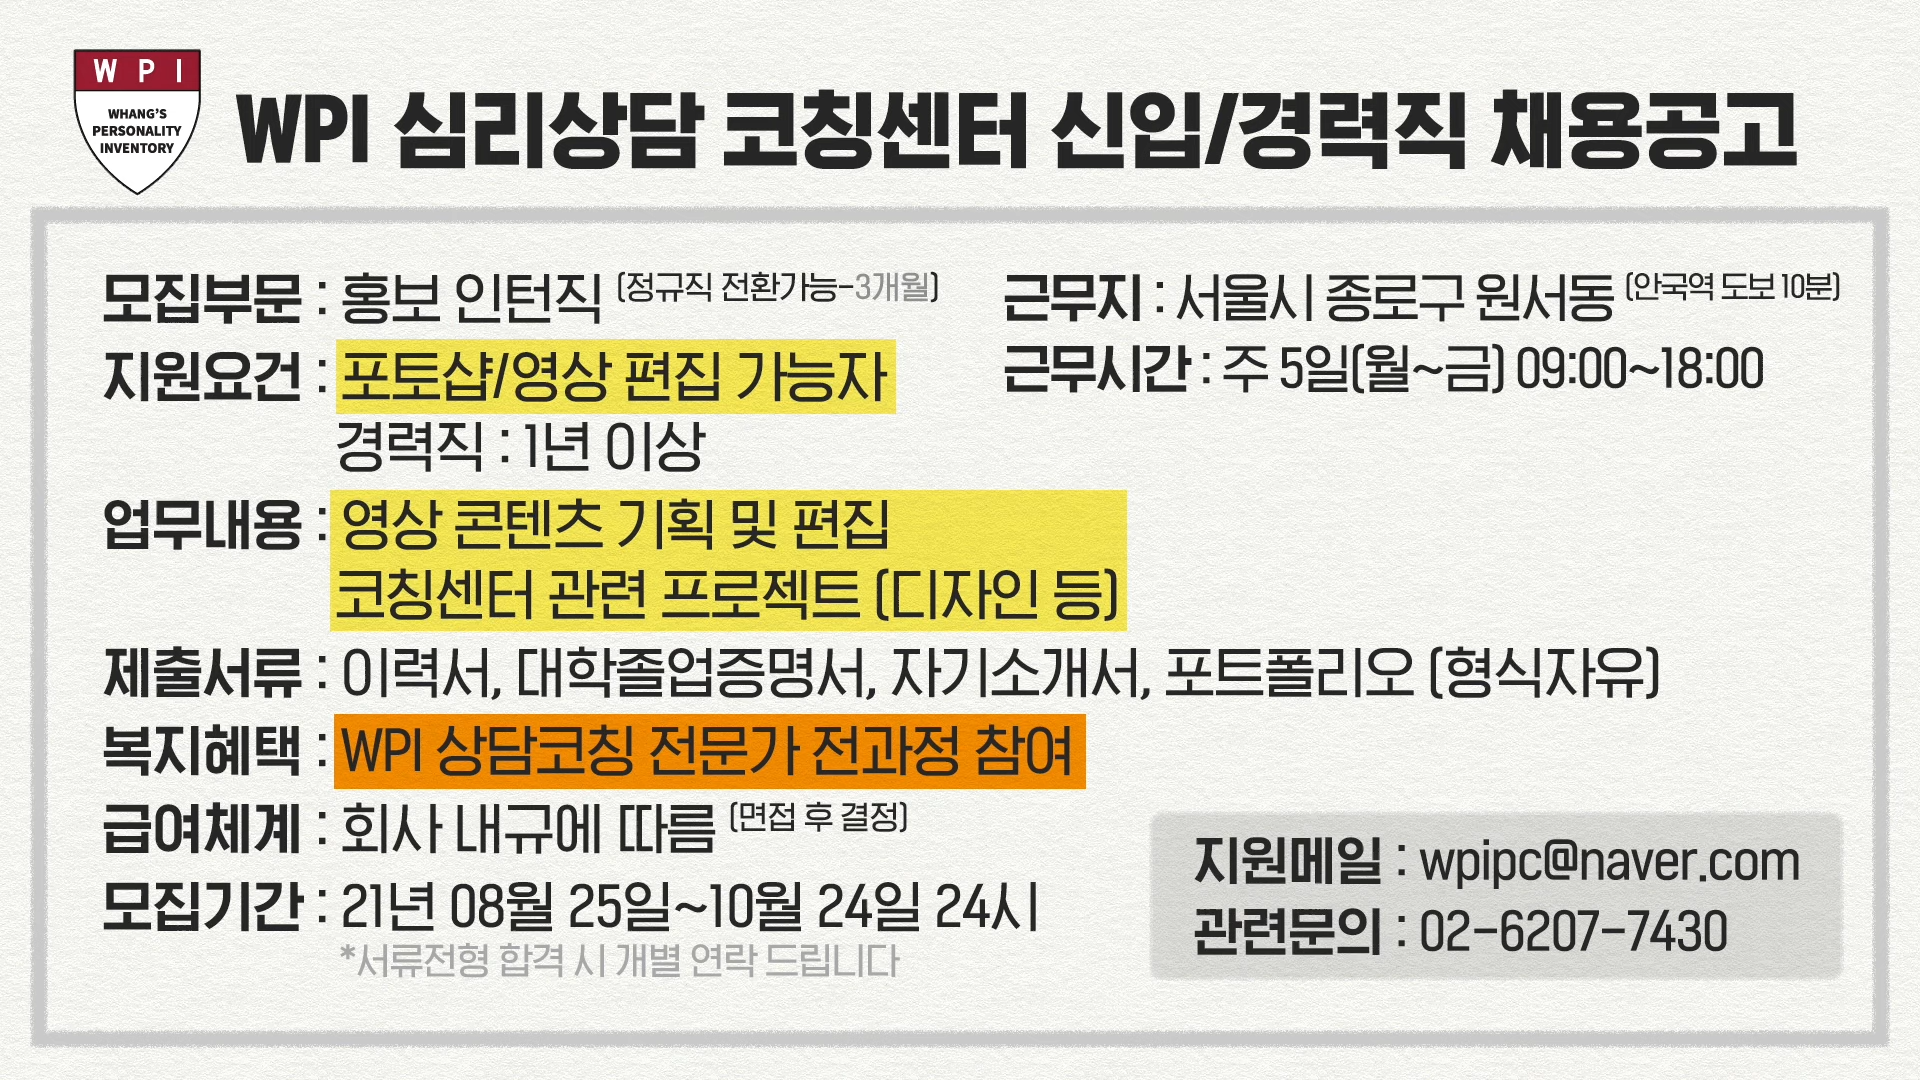 W P I
WHANG'S
PERSONALITY
INVENTORY
WPI 심리상담 코칭센터 신입/경력직 채용공고
모집부문 : 홍보 인턴직 (정규직 전환가능-3개월)
근무지 : 서울시 종로구 원서동 (안국역 도보 10분)
지원요건 : 포토샵/영상 편집 가능자
근무시간 : 주 5일(월~금) 09:00~18:00
경력직 : 1년 이상
업무내용 : 영상 콘텐츠 기획 및 편집
코칭센터 관련 프로젝트 (디자인 등)
제출서류 : 이력서, 대학졸업증명서, 자기소개서, 포트폴리오 (형식자유)
복지혜택 : WPI 상담코칭 전문가 전과정 참여
급여체계 : 회사 내규에 따름 (면접 후 결정)
모집기간 : 21년 08월 25일~10월 24일 24시
*서류전형 합격 시 개별 연락 드립니다
지원메일 : wpipc@naver.com
관련문의 : 02-6207-7430